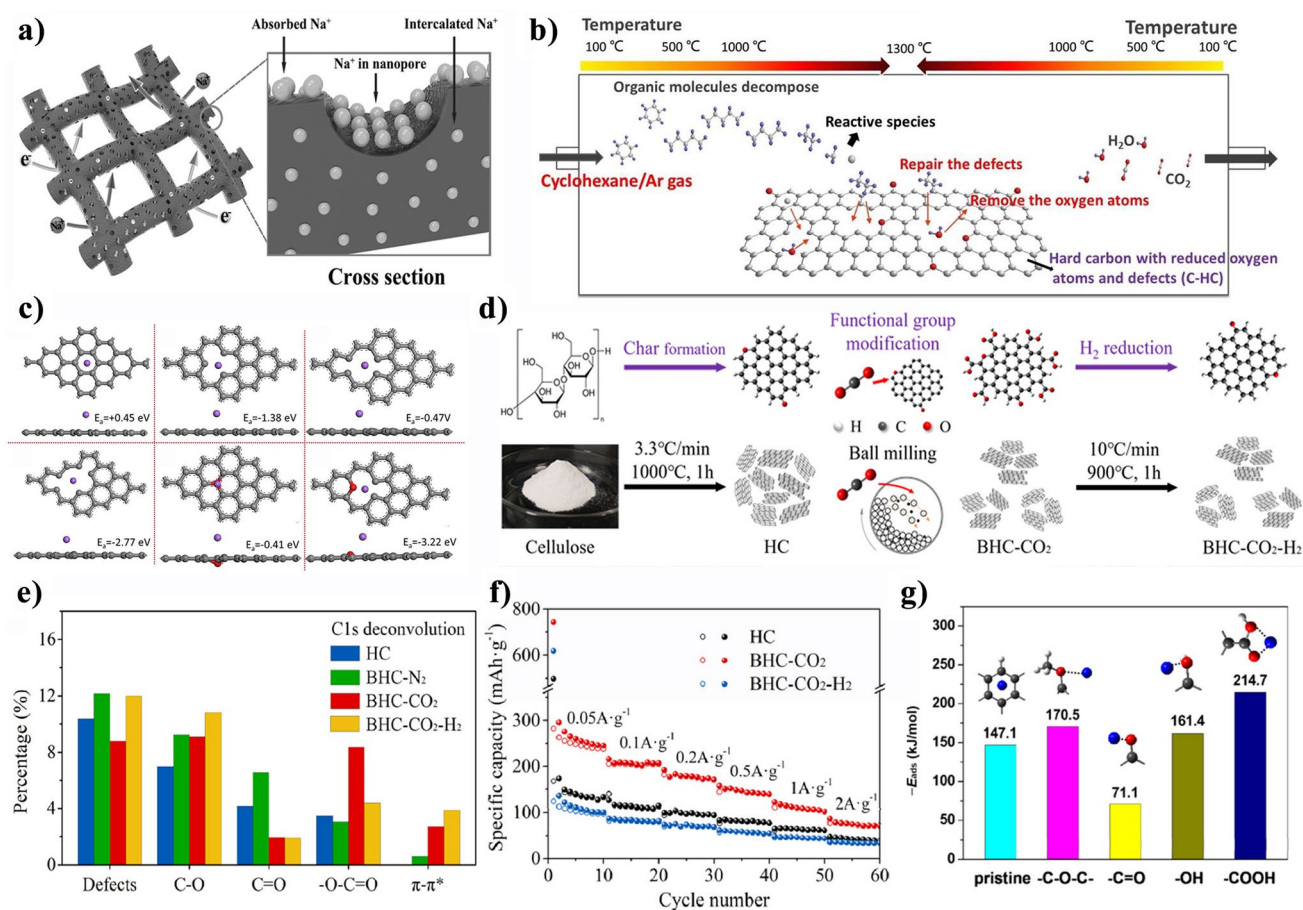 a)
Absorbed Na⁺
Intercalated Na⁺
Na⁺ in nanopore
Na⁺
e⁻
Na⁺
e⁻
Cross section
b)
Temperature
Temperature
100 ℃
500 ℃
1000 ℃
1300 ℃
1000 ℃
500 ℃
100 ℃
Organic molecules decompose
Reactive species
H₂O
CO₂
Cyclohexane/Ar gas
Repair the defects
Remove the oxygen atoms
Hard carbon with reduced oxygen
atoms and defects (C-HC)
c)
Eₐ=+0.45 eV
Eₐ=-1.38 eV
Eₐ=-0.47V
Eₐ=-2.77 eV
Eₐ=-0.41 eV
Eₐ=-3.22 eV
d)
Char formation
Functional group
modification
H₂ reduction
H C O
Ball milling
3.3℃/min
1000℃, 1h
10℃/min
900℃, 1h
Cellulose
HC
BHC-CO₂
BHC-CO₂-H₂
e)
C1s deconvolution
HC
BHC-N₂
BHC-CO₂
BHC-CO₂-H₂
Percentage (%)
16
12
8
4
0
Defects C-O C=O -O-C=O π-π*
f)
HC
BHC-CO₂
BHC-CO₂-H₂
Specific capacity (mAh·g⁻¹)
800
600
300
200
100
0
0.05A·g⁻¹
0.1A·g⁻¹
0.2A·g⁻¹
0.5A·g⁻¹
1A·g⁻¹
2A·g⁻¹
0 10 20 30 40 50 60
Cycle number
g)
−Eads (kJ/mol)
300
250
200
150
100
50
0
147.1
170.5
71.1
161.4
214.7
pristine -C-O-C- -C=O -OH -COOH